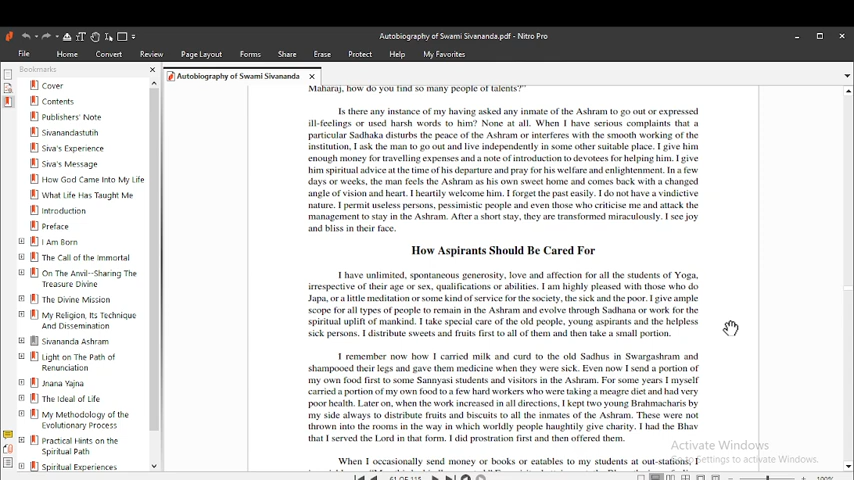 Autobiography of Swami Sivananda.pdf - Nitro Pro
File Home Convert Review Page Layout Forms Share Erase Protect Help My Favorites
Bookmarks
Autobiography of Swami Sivananda
Cover
Contents
Publishers' Note
Sivanandastutih
Siva's Experience
Siva's Message
How God Came Into My Life
What Life Has Taught Me
Introduction
Preface
I Am Born
The Call of the Immortal
On The Anvil--Sharing The
Treasure Divine
The Divine Mission
My Religion, Its Technique
And Dissemination
Sivananda Ashram
Light on The Path of
Renunciation
Jnana Yajna
The Ideal of Life
My Methodology of the
Evolutionary Process
Practical Hints on the
Spiritual Path
Spiritual Experiences
Maharaj, how do you find so many people of talents?"
Is there any instance of my having asked any inmate of the Ashram to go out or expressed
ill-feelings or used harsh words to him? None at all. When I have serious complaints that a
particular Sadhaka disturbs the peace of the Ashram or interferes with the smooth working of the
institution, I ask the man to go out and live independently in some other suitable place. I give him
enough money for travelling expenses and a note of introduction to devotees for helping him. I give
him spiritual advice at the time of his departure and pray for his welfare and enlightenment. In a few
days or weeks, the man feels the Ashram as his own sweet home and comes back with a changed
angle of vision and heart. I heartily welcome him. I forget the past easily. I do not have a vindictive
nature. I permit useless persons, pessimistic people and even those who criticise me and attack the
management to stay in the Ashram. After a short stay, they are transformed miraculously. I see joy
and bliss in their face.
How Aspirants Should Be Cared For
I have unlimited, spontaneous generosity, love and affection for all the students of Yoga,
irrespective of their age or sex, qualifications or abilities. I am highly pleased with those who do
Japa, or a little meditation or some kind of service for the society, the sick and the poor. I give ample
scope for all types of people to remain in the Ashram and evolve through Sadhana or work for the
spiritual uplift of mankind. I take special care of the old people, young aspirants and the helpless
sick persons. I distribute sweets and fruits first to all of them and then take a small portion.
I remember now how I carried milk and curd to the old Sadhus in Swargashram and
shampooed their legs and gave them medicine when they were sick. Even now I send a portion of
my own food first to some Sannyasi students and visitors in the Ashram. For some years I myself
carried a portion of my own food to a few hard workers who were taking a meagre diet and had very
poor health. Later on, when the work increased in all directions, I kept two young Brahmacharis by
my side always to distribute fruits and biscuits to all the inmates of the Ashram. These were not
thrown into the rooms in the way in which worldly people haughtily give charity. I had the Bhav
that I served the Lord in that form. I did prostration first and then offered them.
When I occasionally send money or books or eatables to my students at out-stations, I
Activate Windows
Go to Settings to activate Windows.
61 OF 115
100%